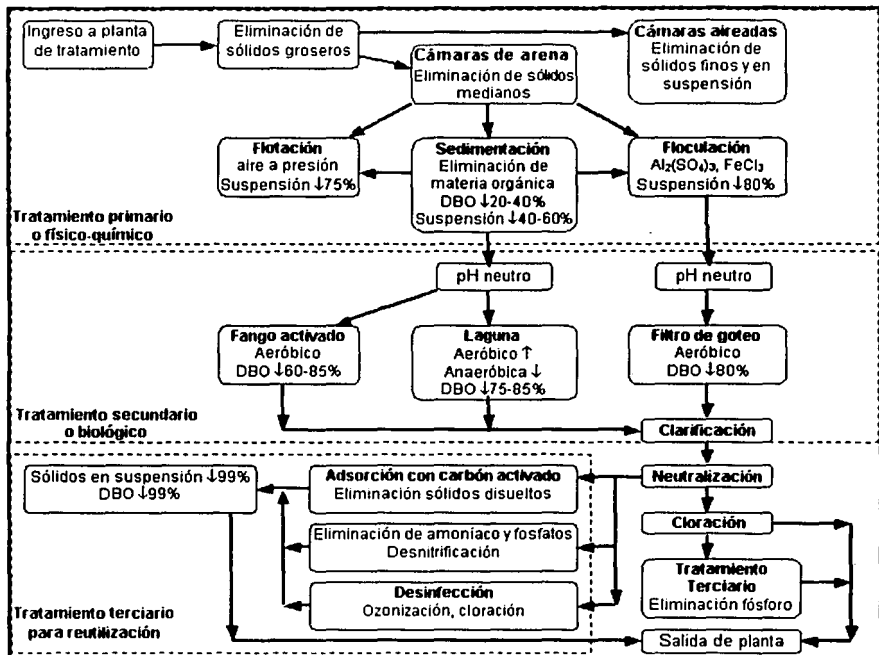 Ingreso a planta
de tratamiento
Eliminación de
sólidos groseros
Cámaras aireadas
Eliminación de
sólidos finos y en
suspensión
Cámaras de arena
Eliminación de sólidos
medianos
Flotación
aire a presión
Suspensión ↓75%
Sedimentación
Eliminación de
materia orgánica
DBO ↓20-40%
Suspensión ↓40-60%
Floculación
Al₂(SO₄)₃, FeCl₃
Suspensión ↓80%
Tratamiento primario
o físico-químico
pH neutro
pH neutro
Fango activado
Aeróbico
DBO ↓60-85%
Laguna
Aeróbico ↑
Anaeróbica ↓
DBO ↓75-85%
Filtro de goteo
Aeróbico
DBO ↓80%
Tratamiento secundario
o biológico
Clarificación
Sólidos en suspensión ↓99%
DBO ↓99%
Adsorción con carbón activado
Eliminación sólidos disueltos
Neutralización
Cloración
Eliminación de amoníaco y fosfatos
Desnitrificación
Tratamiento
Terciario
Eliminación fósforo
Desinfección
Ozonización, cloración
Tratamiento terciario
para reutilización
Salida de planta